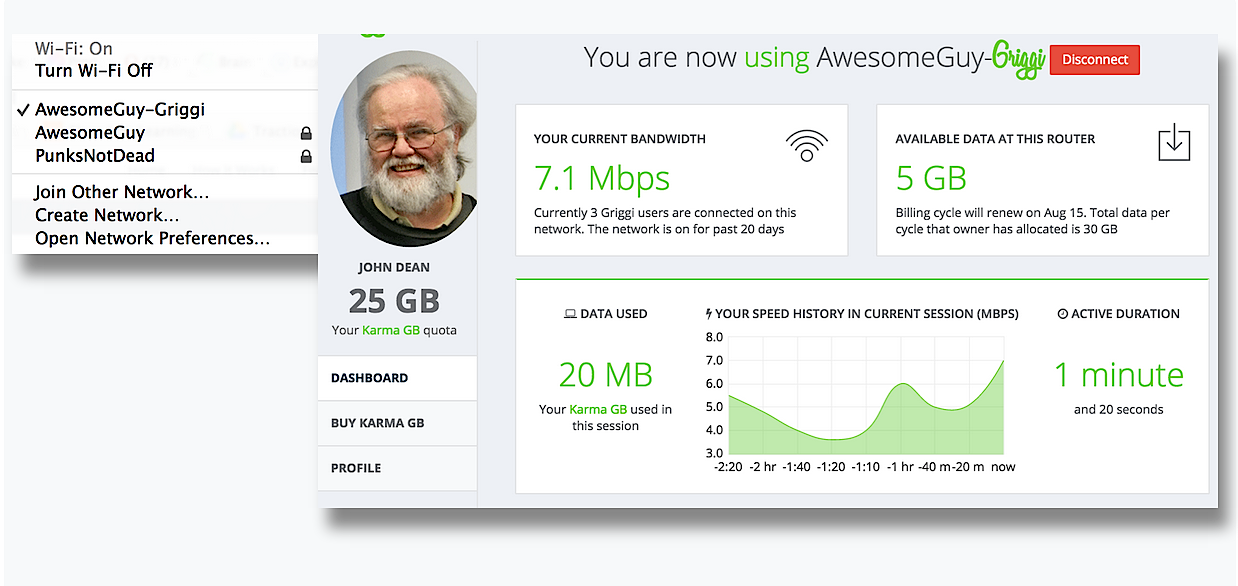 Wi-Fi: On
Turn Wi-Fi Off
AwesomeGuy-Griggi
AwesomeGuy
PunksNotDead
Join Other Network...
Create Network...
Open Network Preferences...
You are now using AwesomeGuy-Griggi
Disconnect
JOHN DEAN
25 GB
Your Karma GB quota
DASHBOARD
BUY KARMA GB
PROFILE
YOUR CURRENT BANDWIDTH
7.1 Mbps
Currently 3 Griggi users are connected on this
network. The network is on for past 20 days
AVAILABLE DATA AT THIS ROUTER
5 GB
Billing cycle will renew on Aug 15. Total data per
cycle that owner has allocated is 30 GB
DATA USED
20 MB
Your Karma GB used in
this session
YOUR SPEED HISTORY IN CURRENT SESSION (MBPS)
8.0
7.0
6.0
5.0
4.0
3.0
-2:20 -2 hr -1:40 -1:20 -1:10 -1 hr -40 m -20 m now
ACTIVE DURATION
1 minute
and 20 seconds